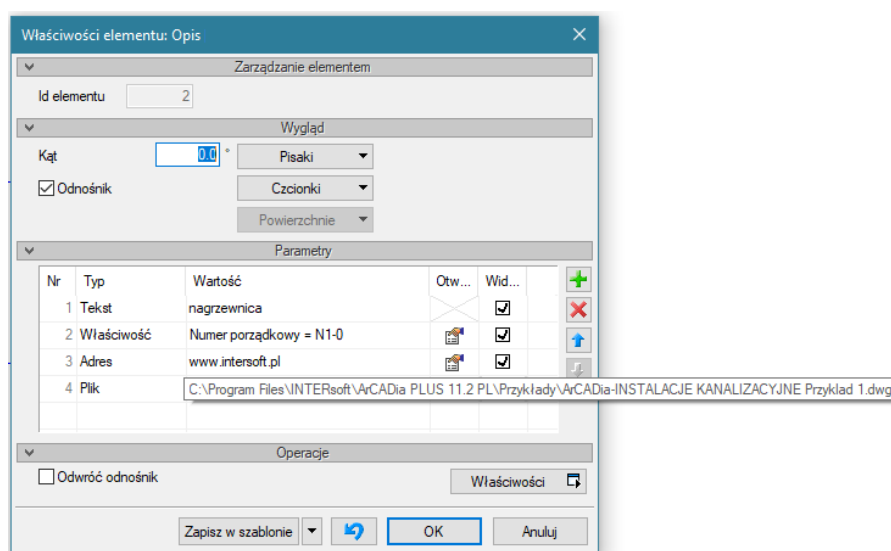 Właściwości elementu: Opis
Zarządzanie elementem
Id elementu 2
Wygląd
Kąt 0.0 ° Pisaki
Odnośnik Czcionki
Powierzchnie
Parametry
Nr Typ Wartość Otw... Wid...
1 Tekst nagrzewnica
2 Właściwość Numer porządkowy = N1-0
3 Adres www.intersoft.pl
4 Plik C:\Program Files\INTERsoft\ArCADia PLUS 11.2 PL\Przykłady\ArCADia-INSTALACJE KANALIZACYJNE Przyklad 1.dwg
Operacje
Odwróć odnośnik Właściwości
Zapisz w szablonie OK Anuluj